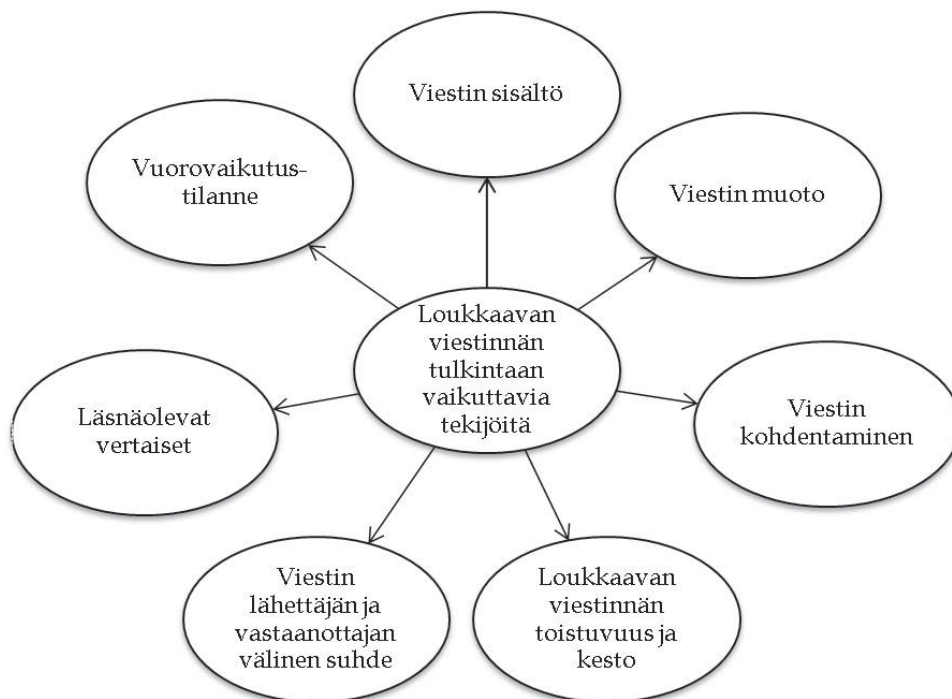 Viestin sisältö
Vuorovaikutus-
tilanne
Viestin muoto
Loukkaavan
viestinnän
tulkintaan
vaikuttavia
tekijöitä
Läsnäolevat
vertaiset
Viestin
kohdentaminen
Viestin
lähettäjän ja
vastaanottajan
välinen suhde
Loukkaavan
viestinnän
toistuvuus ja
kesto